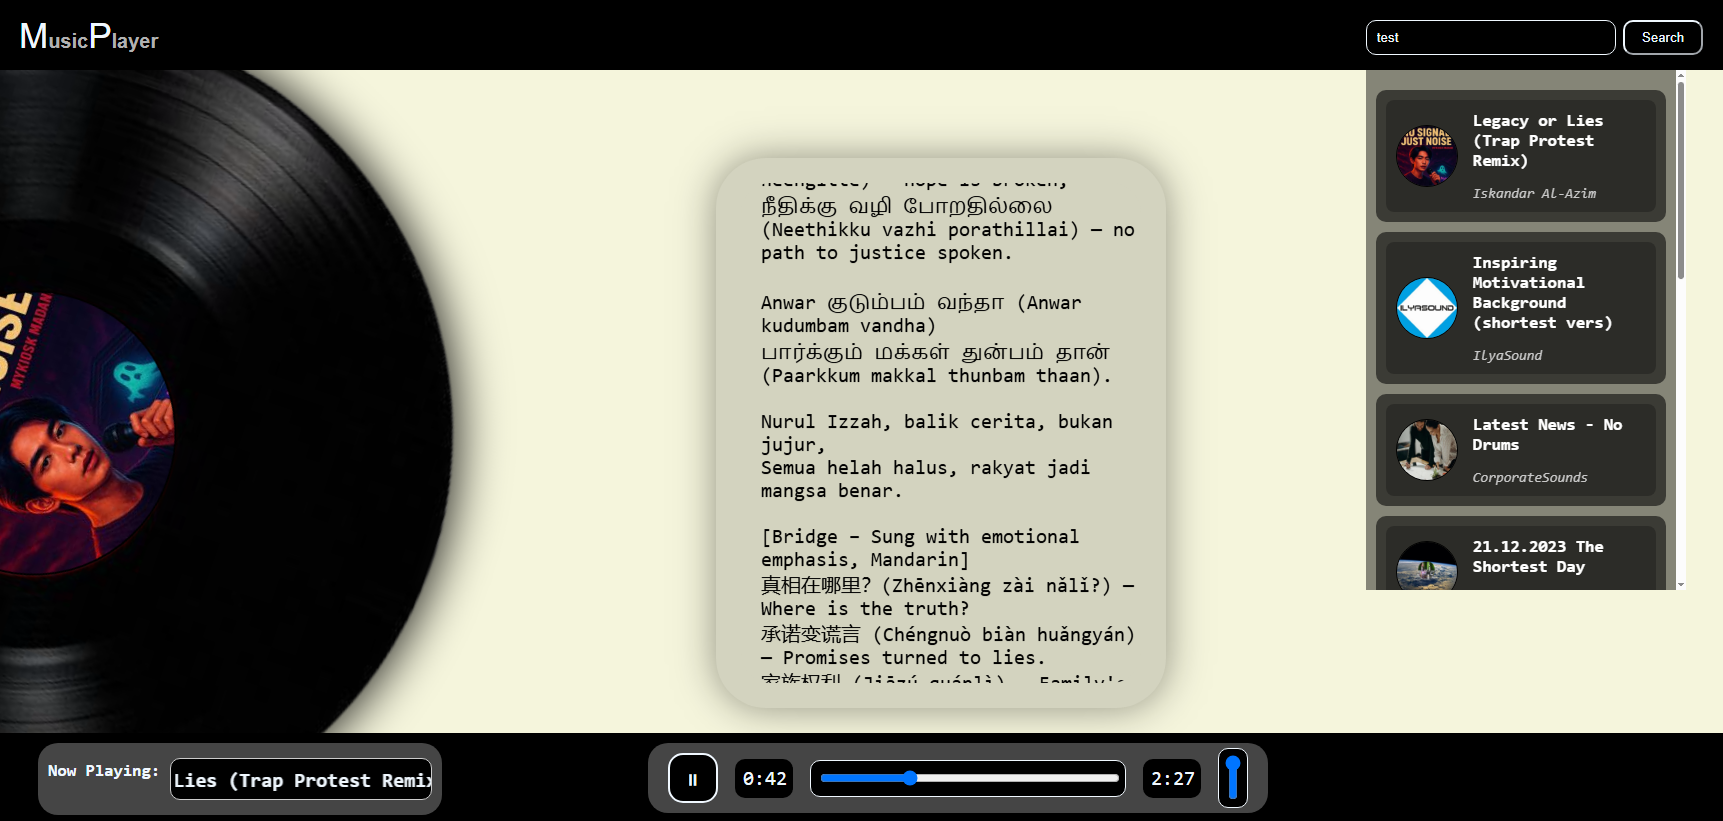 MusicPlayer
test
Search
நீதிக்கு வழி போறதில்லை
(Neethikku vazhi porathillai) – no
path to justice spoken.
Anwar குடும்பம் வந்தா (Anwar
kudumbam vandha)
பார்க்கும் மக்கள் துன்பம் தான்
(Paarkkum makkal thunbam thaan).
Nurul Izzah, balik cerita, bukan
jujur,
Semua helah halus, rakyat jadi
mangsa benar.
[Bridge – Sung with emotional
emphasis, Mandarin]
真相在哪里? (Zhēnxiàng zài nǎlǐ?) –
Where is the truth?
承诺变谎言 (Chéngnuò biàn huǎngyán)
– Promises turned to lies.
NO SIGNAL
JUST NOISE
Legacy or Lies
(Trap Protest
Remix)
Iskandar Al-Azim
ILYASOUND
Inspiring
Motivational
Background
(shortest vers)
IlyaSound
Latest News - No
Drums
CorporateSounds
21.12.2023 The
Shortest Day
MYKIOSK MADAN
Now Playing:
Lies (Trap Protest Remix
0:42
2:27